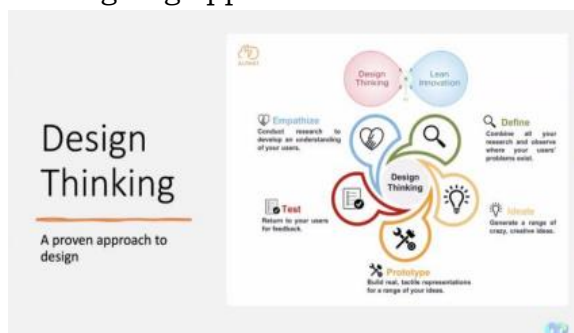 Design
Thinking
A proven approach to
design
Design
Thinking
Lean
Innovation
Empathize
Conduct research to
develop an understanding
of your users.
Define
Combine all your
research and observe
where your users'
problems exist.
Design
Thinking
Test
Return to your users
for feedback.
Ideate
Generate a range of
crazy, creative ideas.
Prototype
Build real, tactile representations
for a range of your ideas.